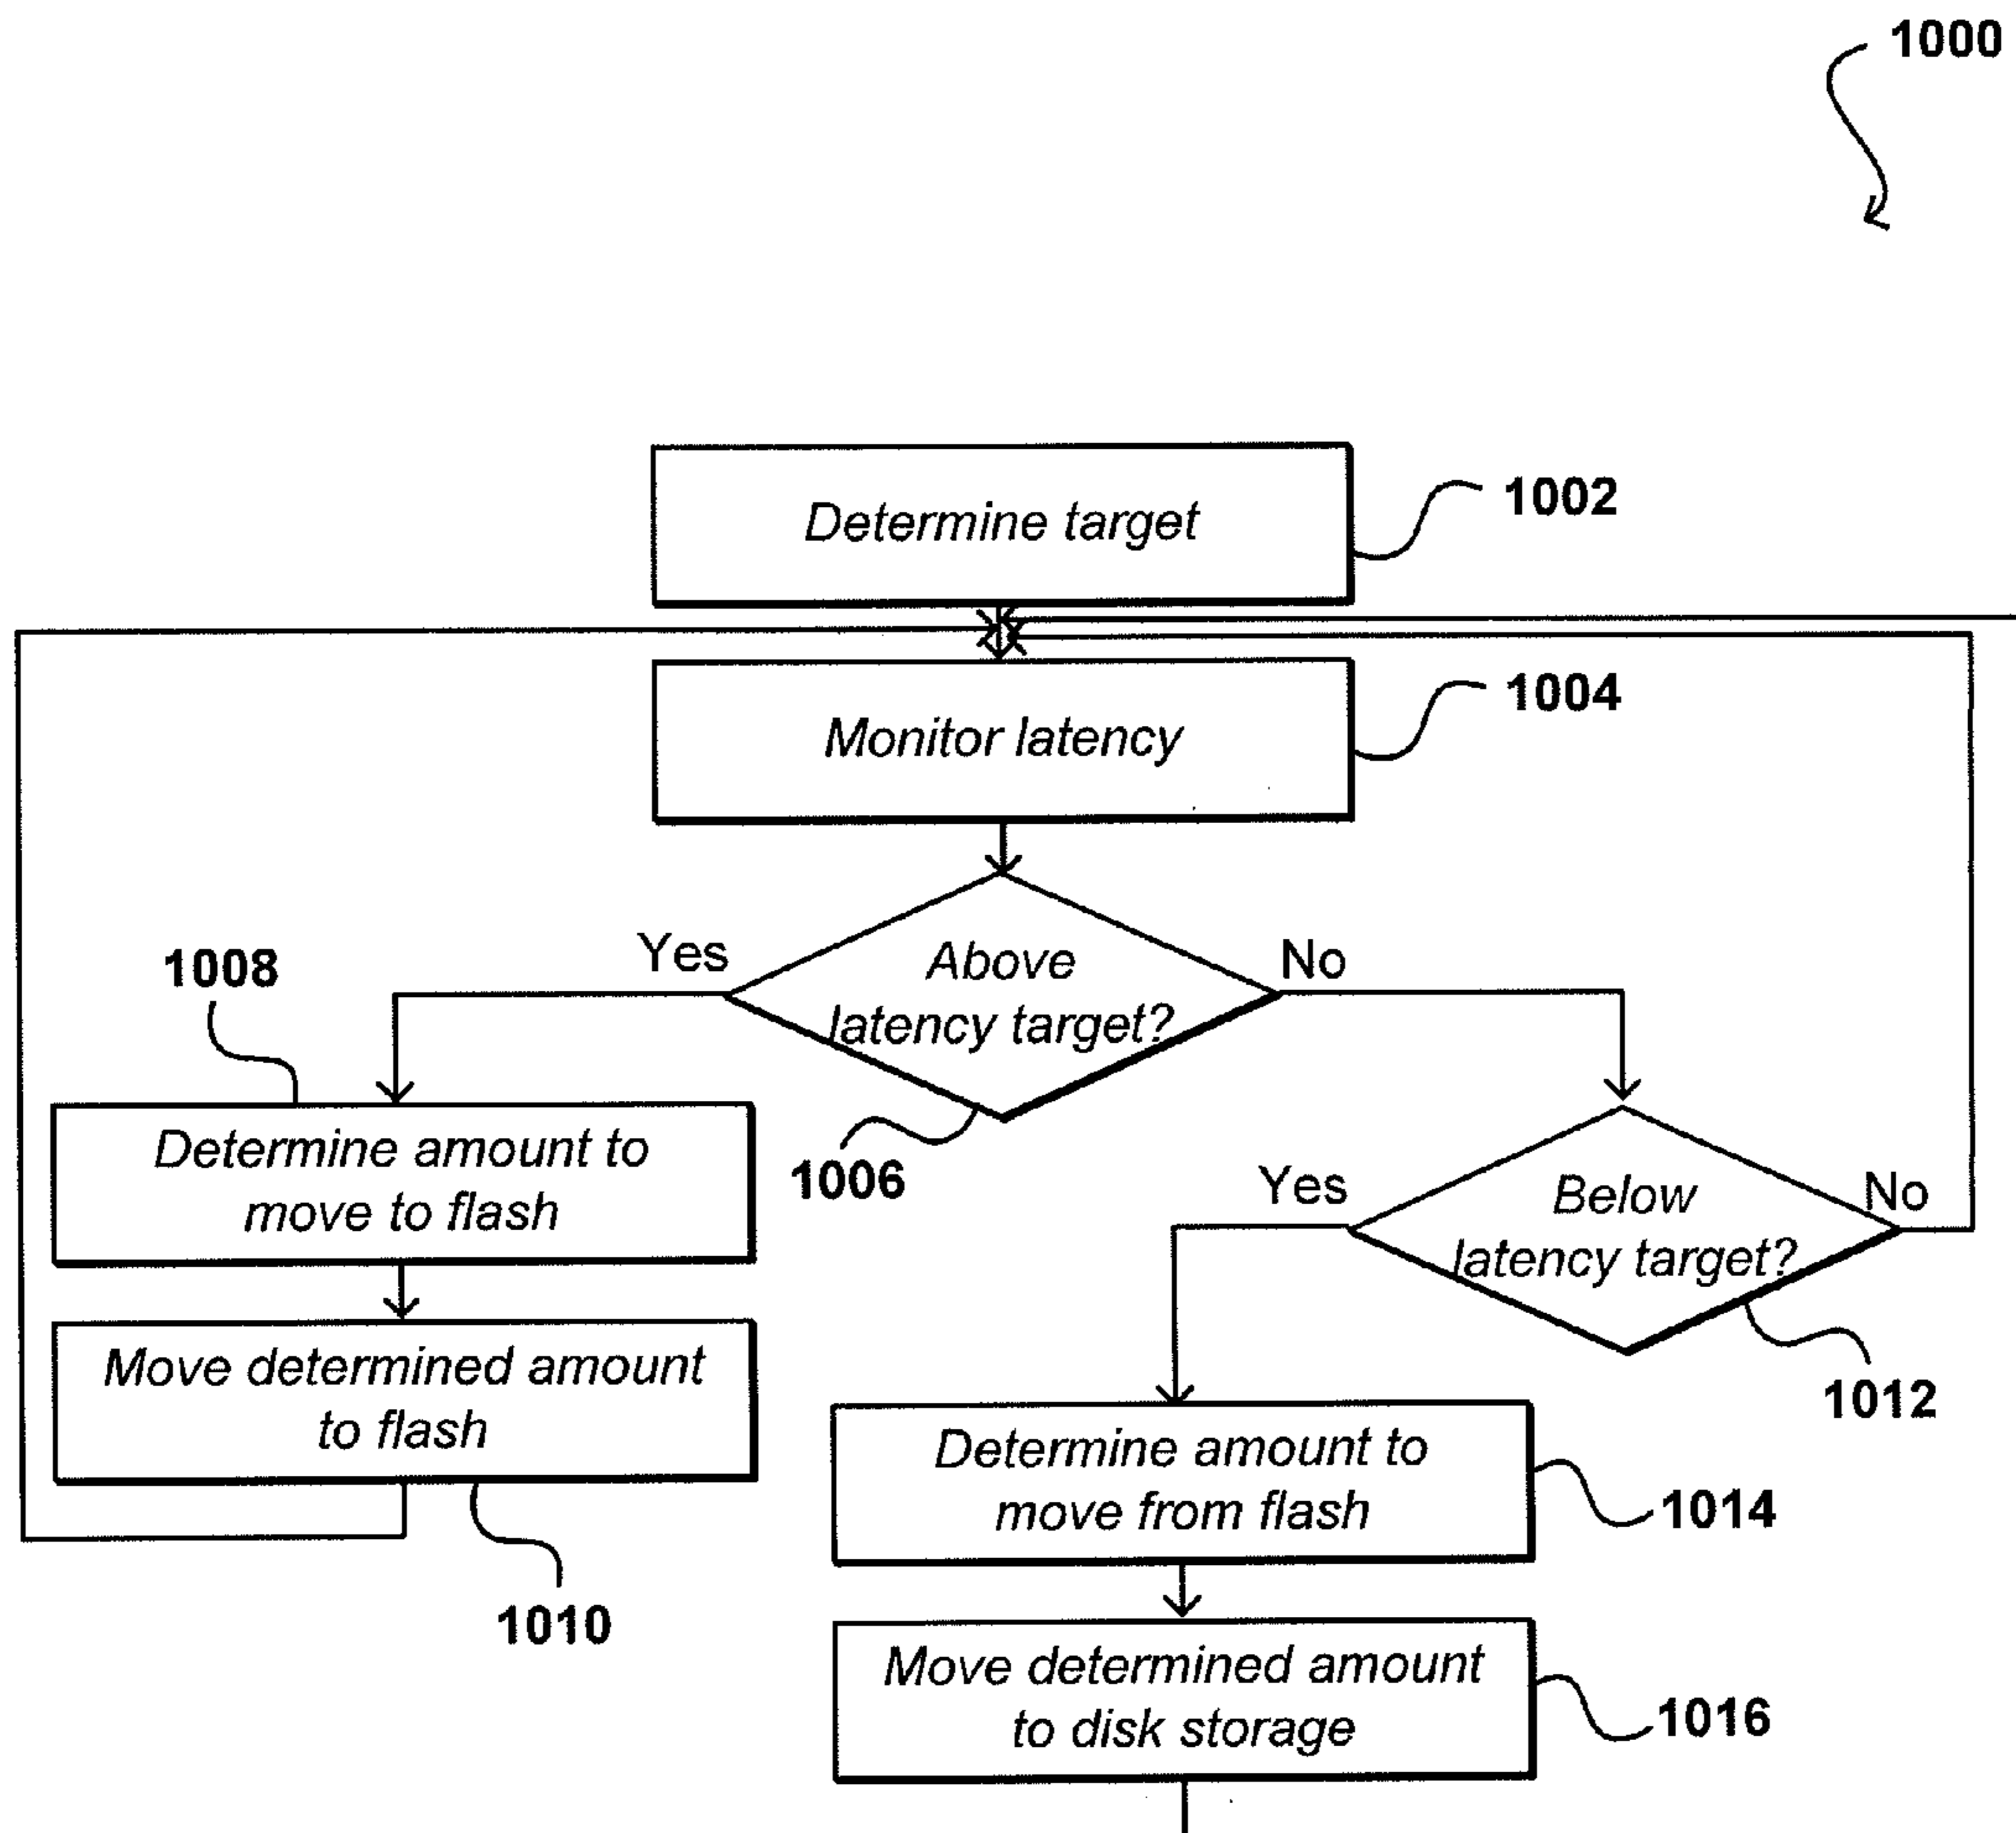 1000
Determine target
1002
Monitor latency
1004
Above
latency target?
Yes
No
1006
1008
Determine amount to
move to flash
Move determined amount
to flash
1010
Below
latency target?
Yes
No
1012
Determine amount to
move from flash
1014
Move determined amount
to disk storage
1016